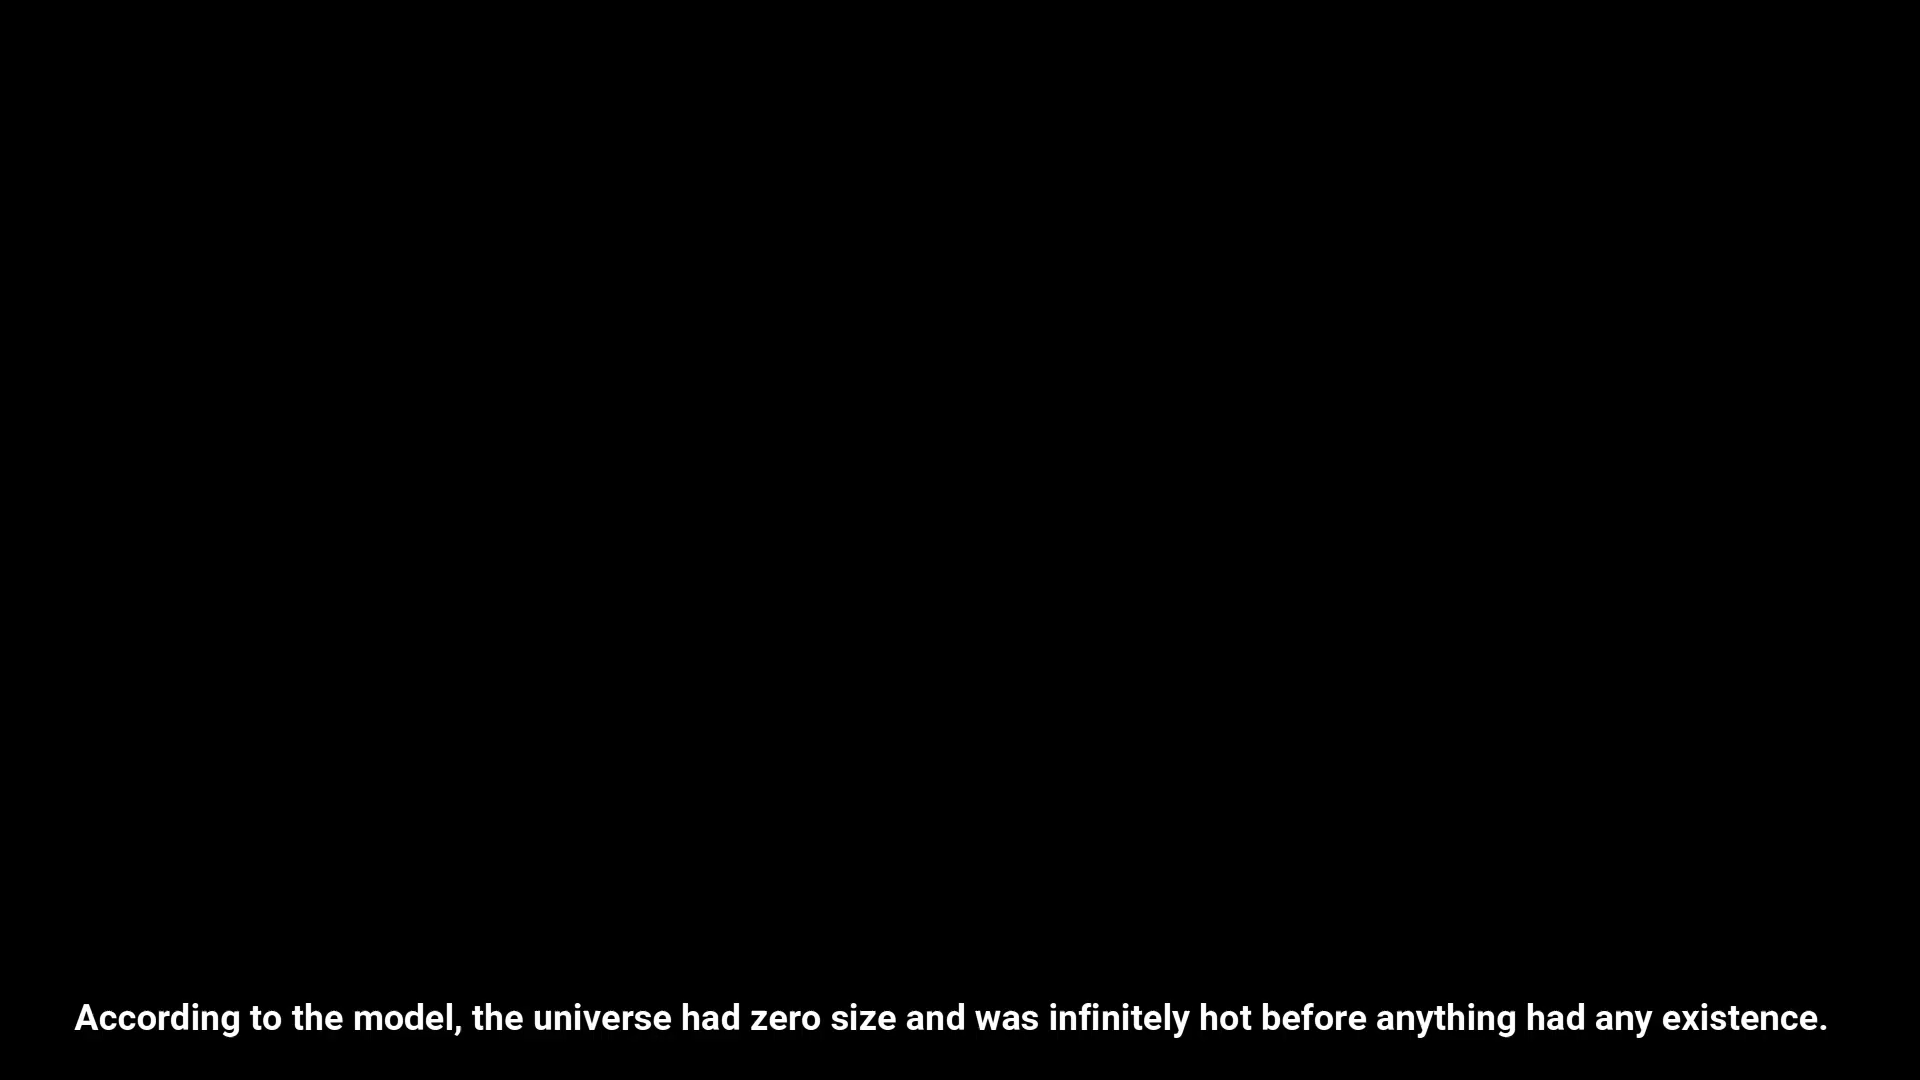 According to the model, the universe had zero size and was infinitely hot before anything had any existence.